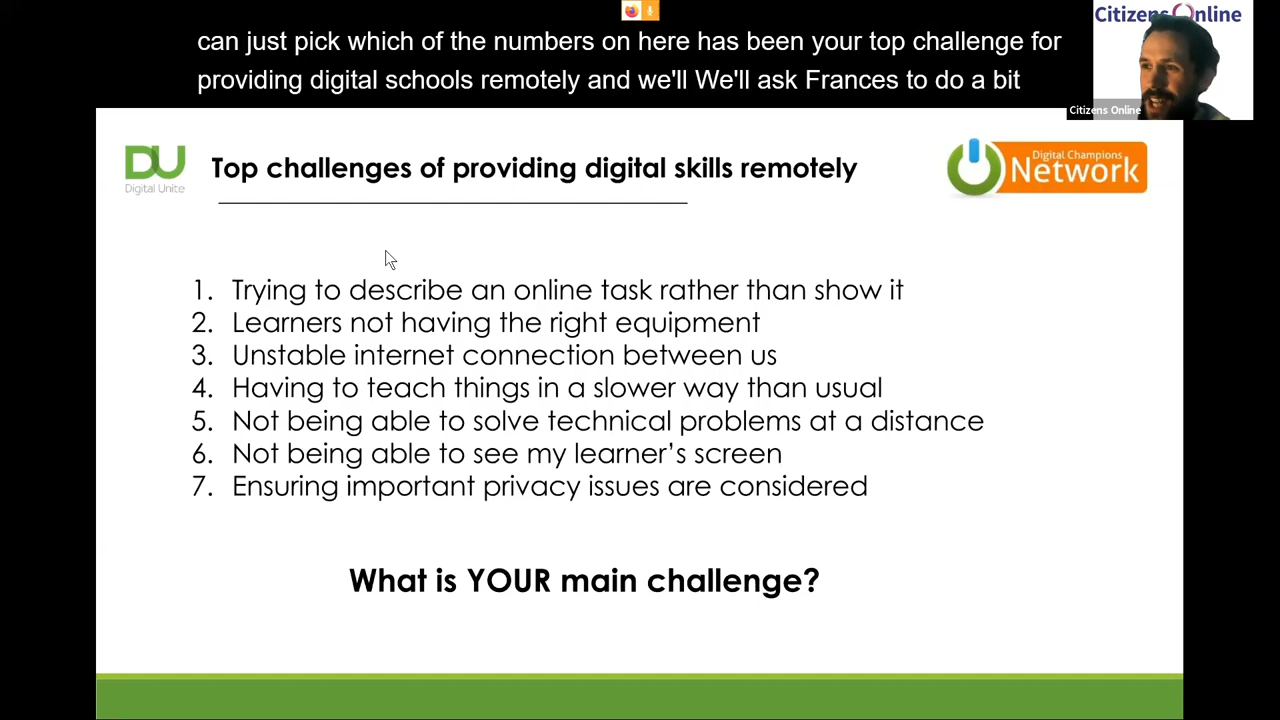 can just pick which of the numbers on here has been your top challenge for
providing digital schools remotely and we'll We'll ask Frances to do a bit
Citizens Online
Citizens Online
DU
Digital Unite
Top challenges of providing digital skills remotely
Digital Champions
Network
1. Trying to describe an online task rather than show it
2. Learners not having the right equipment
3. Unstable internet connection between us
4. Having to teach things in a slower way than usual
5. Not being able to solve technical problems at a distance
6. Not being able to see my learner’s screen
7. Ensuring important privacy issues are considered
What is YOUR main challenge?